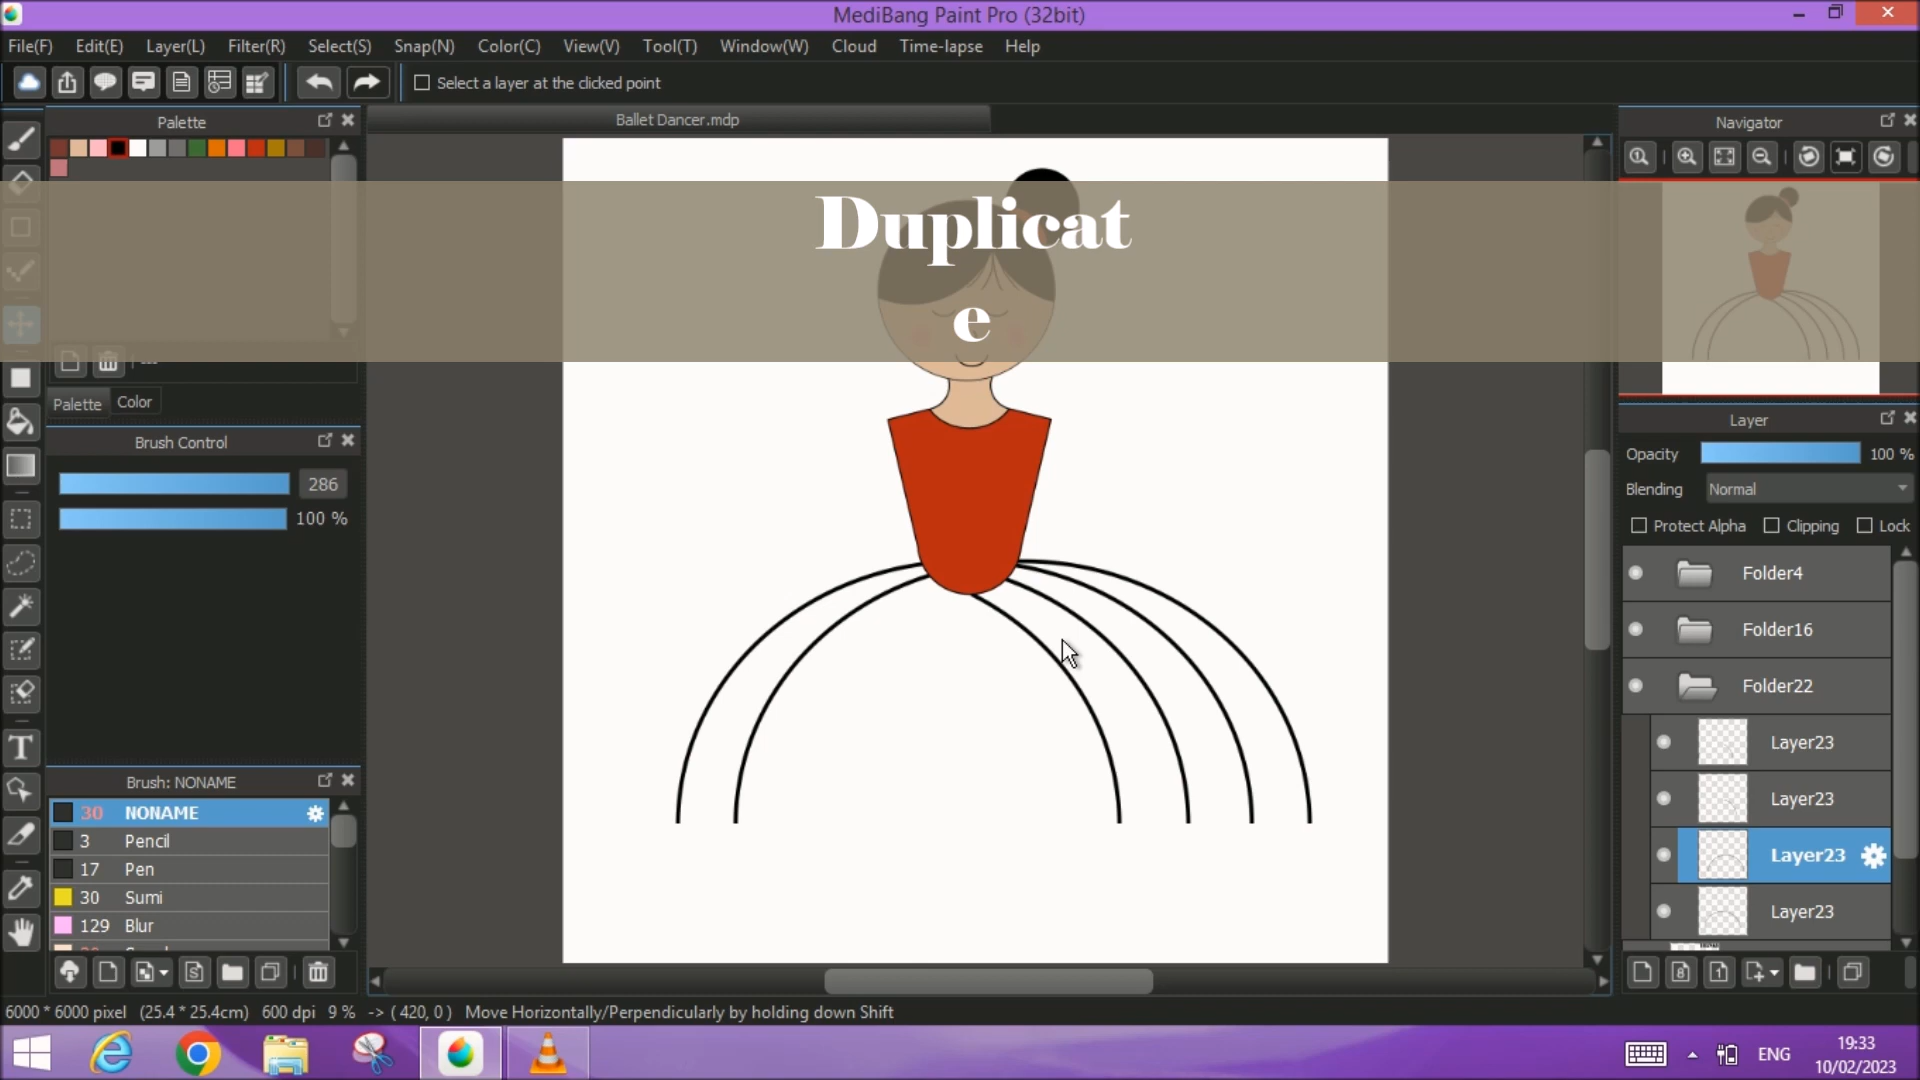 MediBang Paint Pro (32bit)
File(F) Edit(E) Layer(L) Filter(R) Select(S) Snap(N) Color(C) View(V) Tool(T) Window(W) Cloud Time-lapse Help
Select a layer at the clicked point
Palette
Ballet Dancer.mdp
Navigator
Duplicat
e
Palette Color
Brush Control
286
100 %
Layer
Opacity 100 %
Blending Normal
Protect Alpha Clipping Lock
Folder4
Folder16
Folder22
Layer23
Layer23
Layer23
Layer23
Brush: NONAME
30 NONAME
3 Pencil
17 Pen
30 Sumi
129 Blur
6000 * 6000 pixel (25.4 * 25.4cm) 600 dpi 9 % -> ( 420, 0 ) Move Horizontally/Perpendicularly by holding down Shift
ENG
19:33
10/02/2023